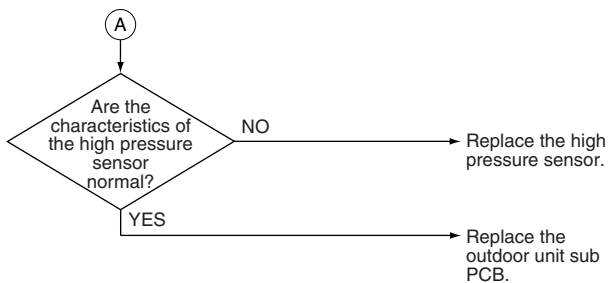 A
Are the
characteristics of
the high pressure
sensor
normal?
NO
Replace the high
pressure sensor.
YES
Replace the
outdoor unit sub
PCB.